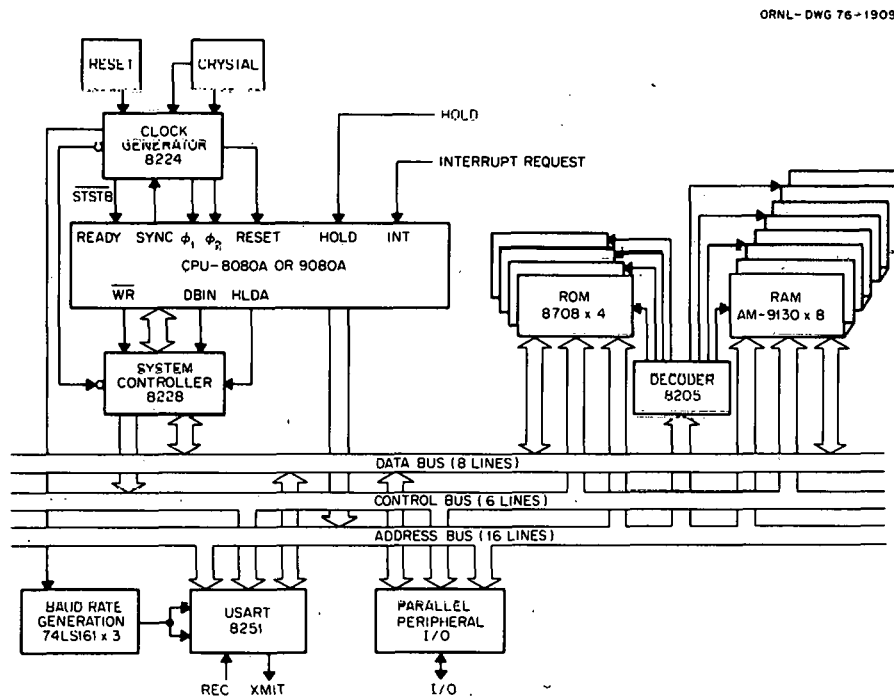 ORNL-DWG 76-1909
RESET
CRYSTAL
CLOCK
GENERATOR
8224
HOLD
INTERRUPT REQUEST
STSTB
READY SYNC ϕ1 ϕ2 RESET HOLD INT
CPU-8080A OR 9080A
WR DBIN HLDA
SYSTEM
CONTROLLER
8228
ROM
8708 x 4
RAM
AM-9130 x 8
DECODER
8205
DATA BUS (8 LINES)
CONTROL BUS (6 LINES)
ADDRESS BUS (16 LINES)
BAUD RATE
GENERATION
74LS161 x 3
USART
8251
PARALLEL
PERIPHERAL
I/O
REC XMIT
I/O